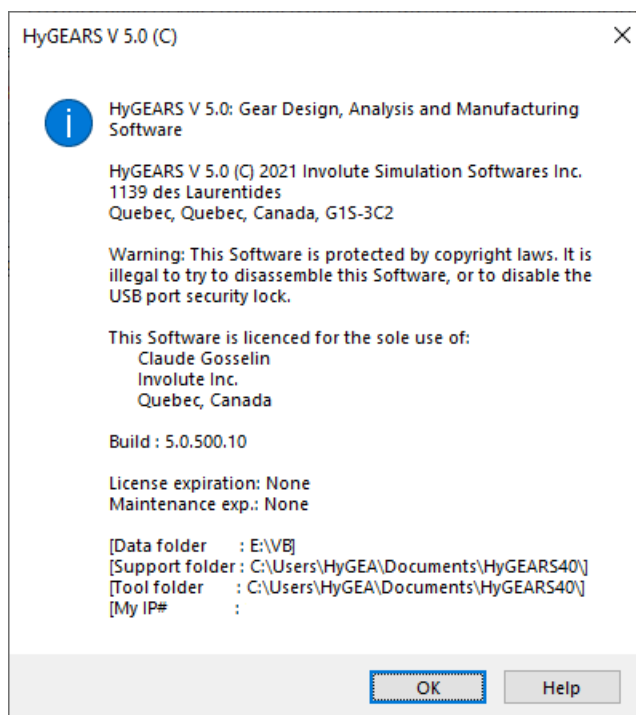 HyGEARS V 5.0 (C)
HyGEARS V 5.0: Gear Design, Analysis and Manufacturing
Software
HyGEARS V 5.0 (C) 2021 Involute Simulation Softwares Inc.
1139 des Laurentides
Quebec, Quebec, Canada, G1S-3C2
Warning: This Software is protected by copyright laws. It is
illegal to try to disassemble this Software, or to disable the
USB port security lock.
This Software is licenced for the sole use of:
Claude Gosselin
Involute Inc.
Quebec, Canada
Build : 5.0.500.10
License expiration: None
Maintenance exp.: None
[Data folder : E:\VB]
[Support folder : C:\Users\HyGEA\Documents\HyGEARS40\]
[Tool folder : C:\Users\HyGEA\Documents\HyGEARS40\]
[My IP# :
OK Help